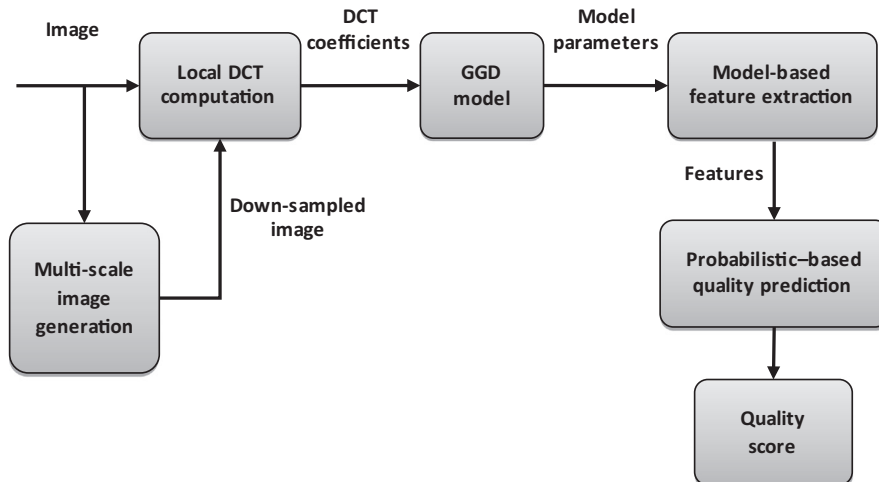 Image
DCT
coefficients
Model
parameters
Local DCT
computation
GGD
model
Model-based
feature extraction
Features
Down-sampled
image
Multi-scale
image
generation
Probabilistic–based
quality prediction
Quality
score